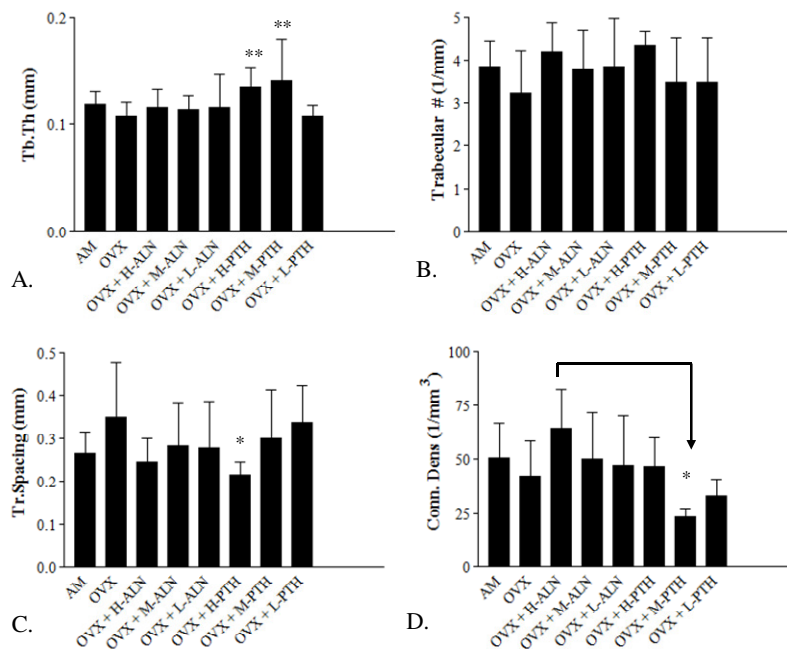 0.2
0.1
0.0
Tb.Th (mm)
**
**
AM
OVX
OVX + H-ALN
OVX + M-ALN
OVX + L-ALN
OVX + H-PTH
OVX + M-PTH
OVX + L-PTH
A.
5
4
3
2
1
0
Trabecular # (1/mm)
AM
OVX
OVX + H-ALN
OVX + M-ALN
OVX + L-ALN
OVX + H-PTH
OVX + M-PTH
OVX + L-PTH
B.
0.5
0.4
0.3
0.2
0.1
0.0
Tr.Spacing (mm)
*
AM
OVX
OVX + H-ALN
OVX + M-ALN
OVX + L-ALN
OVX + H-PTH
OVX + M-PTH
OVX + L-PTH
C.
100
75
50
25
0
Conn. Dens (1/mm³)
*
AM
OVX
OVX + H-ALN
OVX + M-ALN
OVX + L-ALN
OVX + H-PTH
OVX + M-PTH
OVX + L-PTH
D.